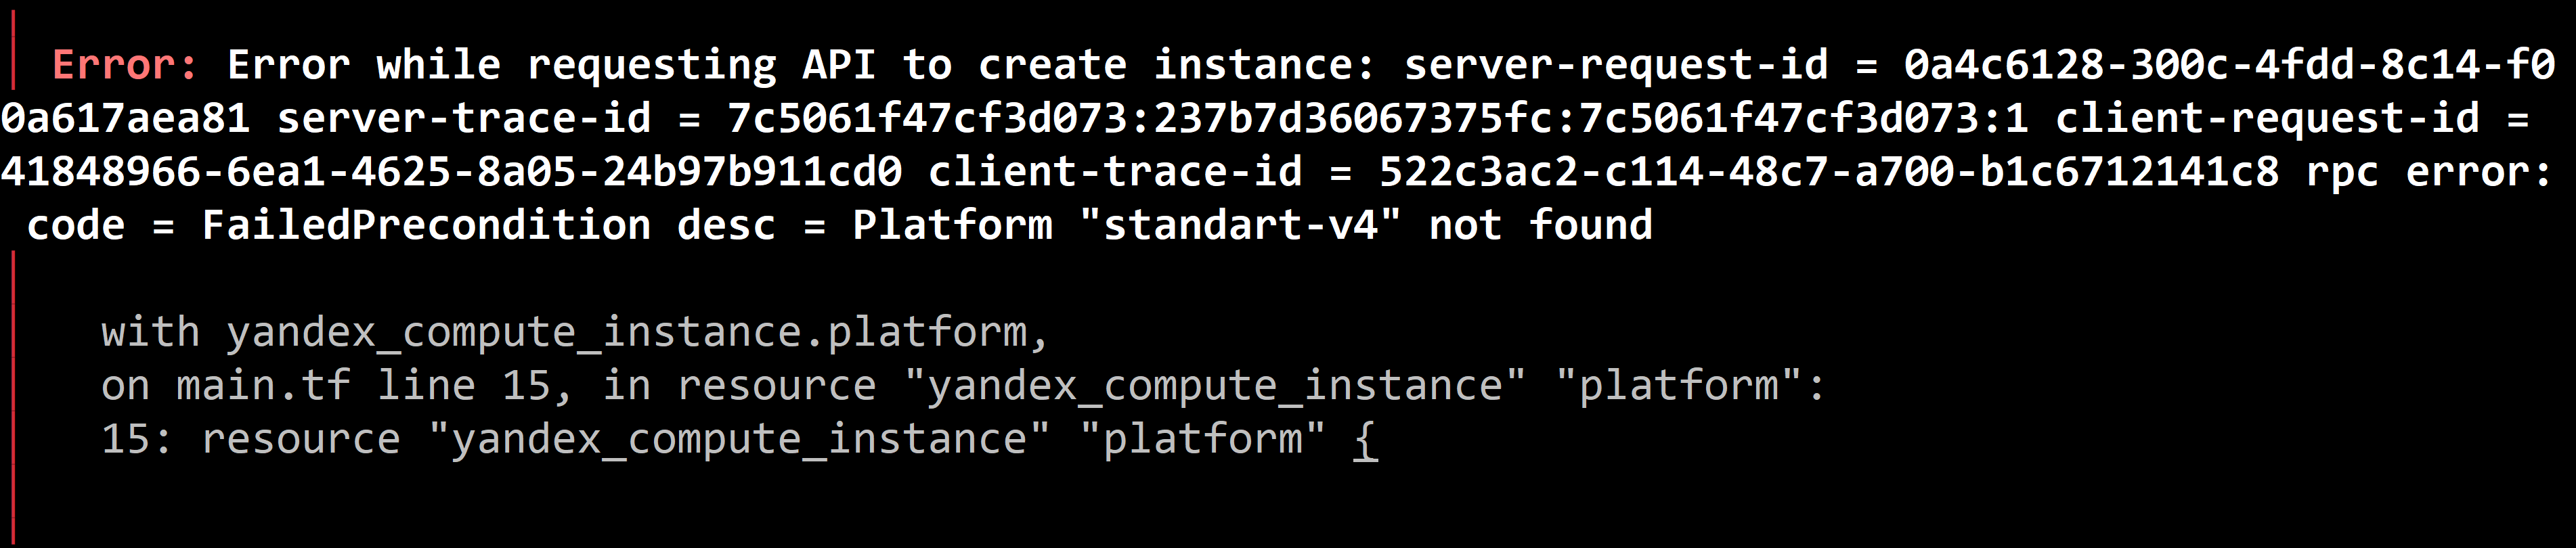 Error: Error while requesting API to create instance: server-request-id = 0a4c6128-300c-4fdd-8c14-f0
0a617aea81 server-trace-id = 7c5061f47cf3d073:237b7d36067375fc:7c5061f47cf3d073:1 client-request-id =
41848966-6ea1-4625-8a05-24b97b911cd0 client-trace-id = 522c3ac2-c114-48c7-a700-b1c6712141c8 rpc error:
code = FailedPrecondition desc = Platform "standart-v4" not found
with yandex_compute_instance.platform,
on main.tf line 15, in resource "yandex_compute_instance" "platform":
15: resource "yandex_compute_instance" "platform" {